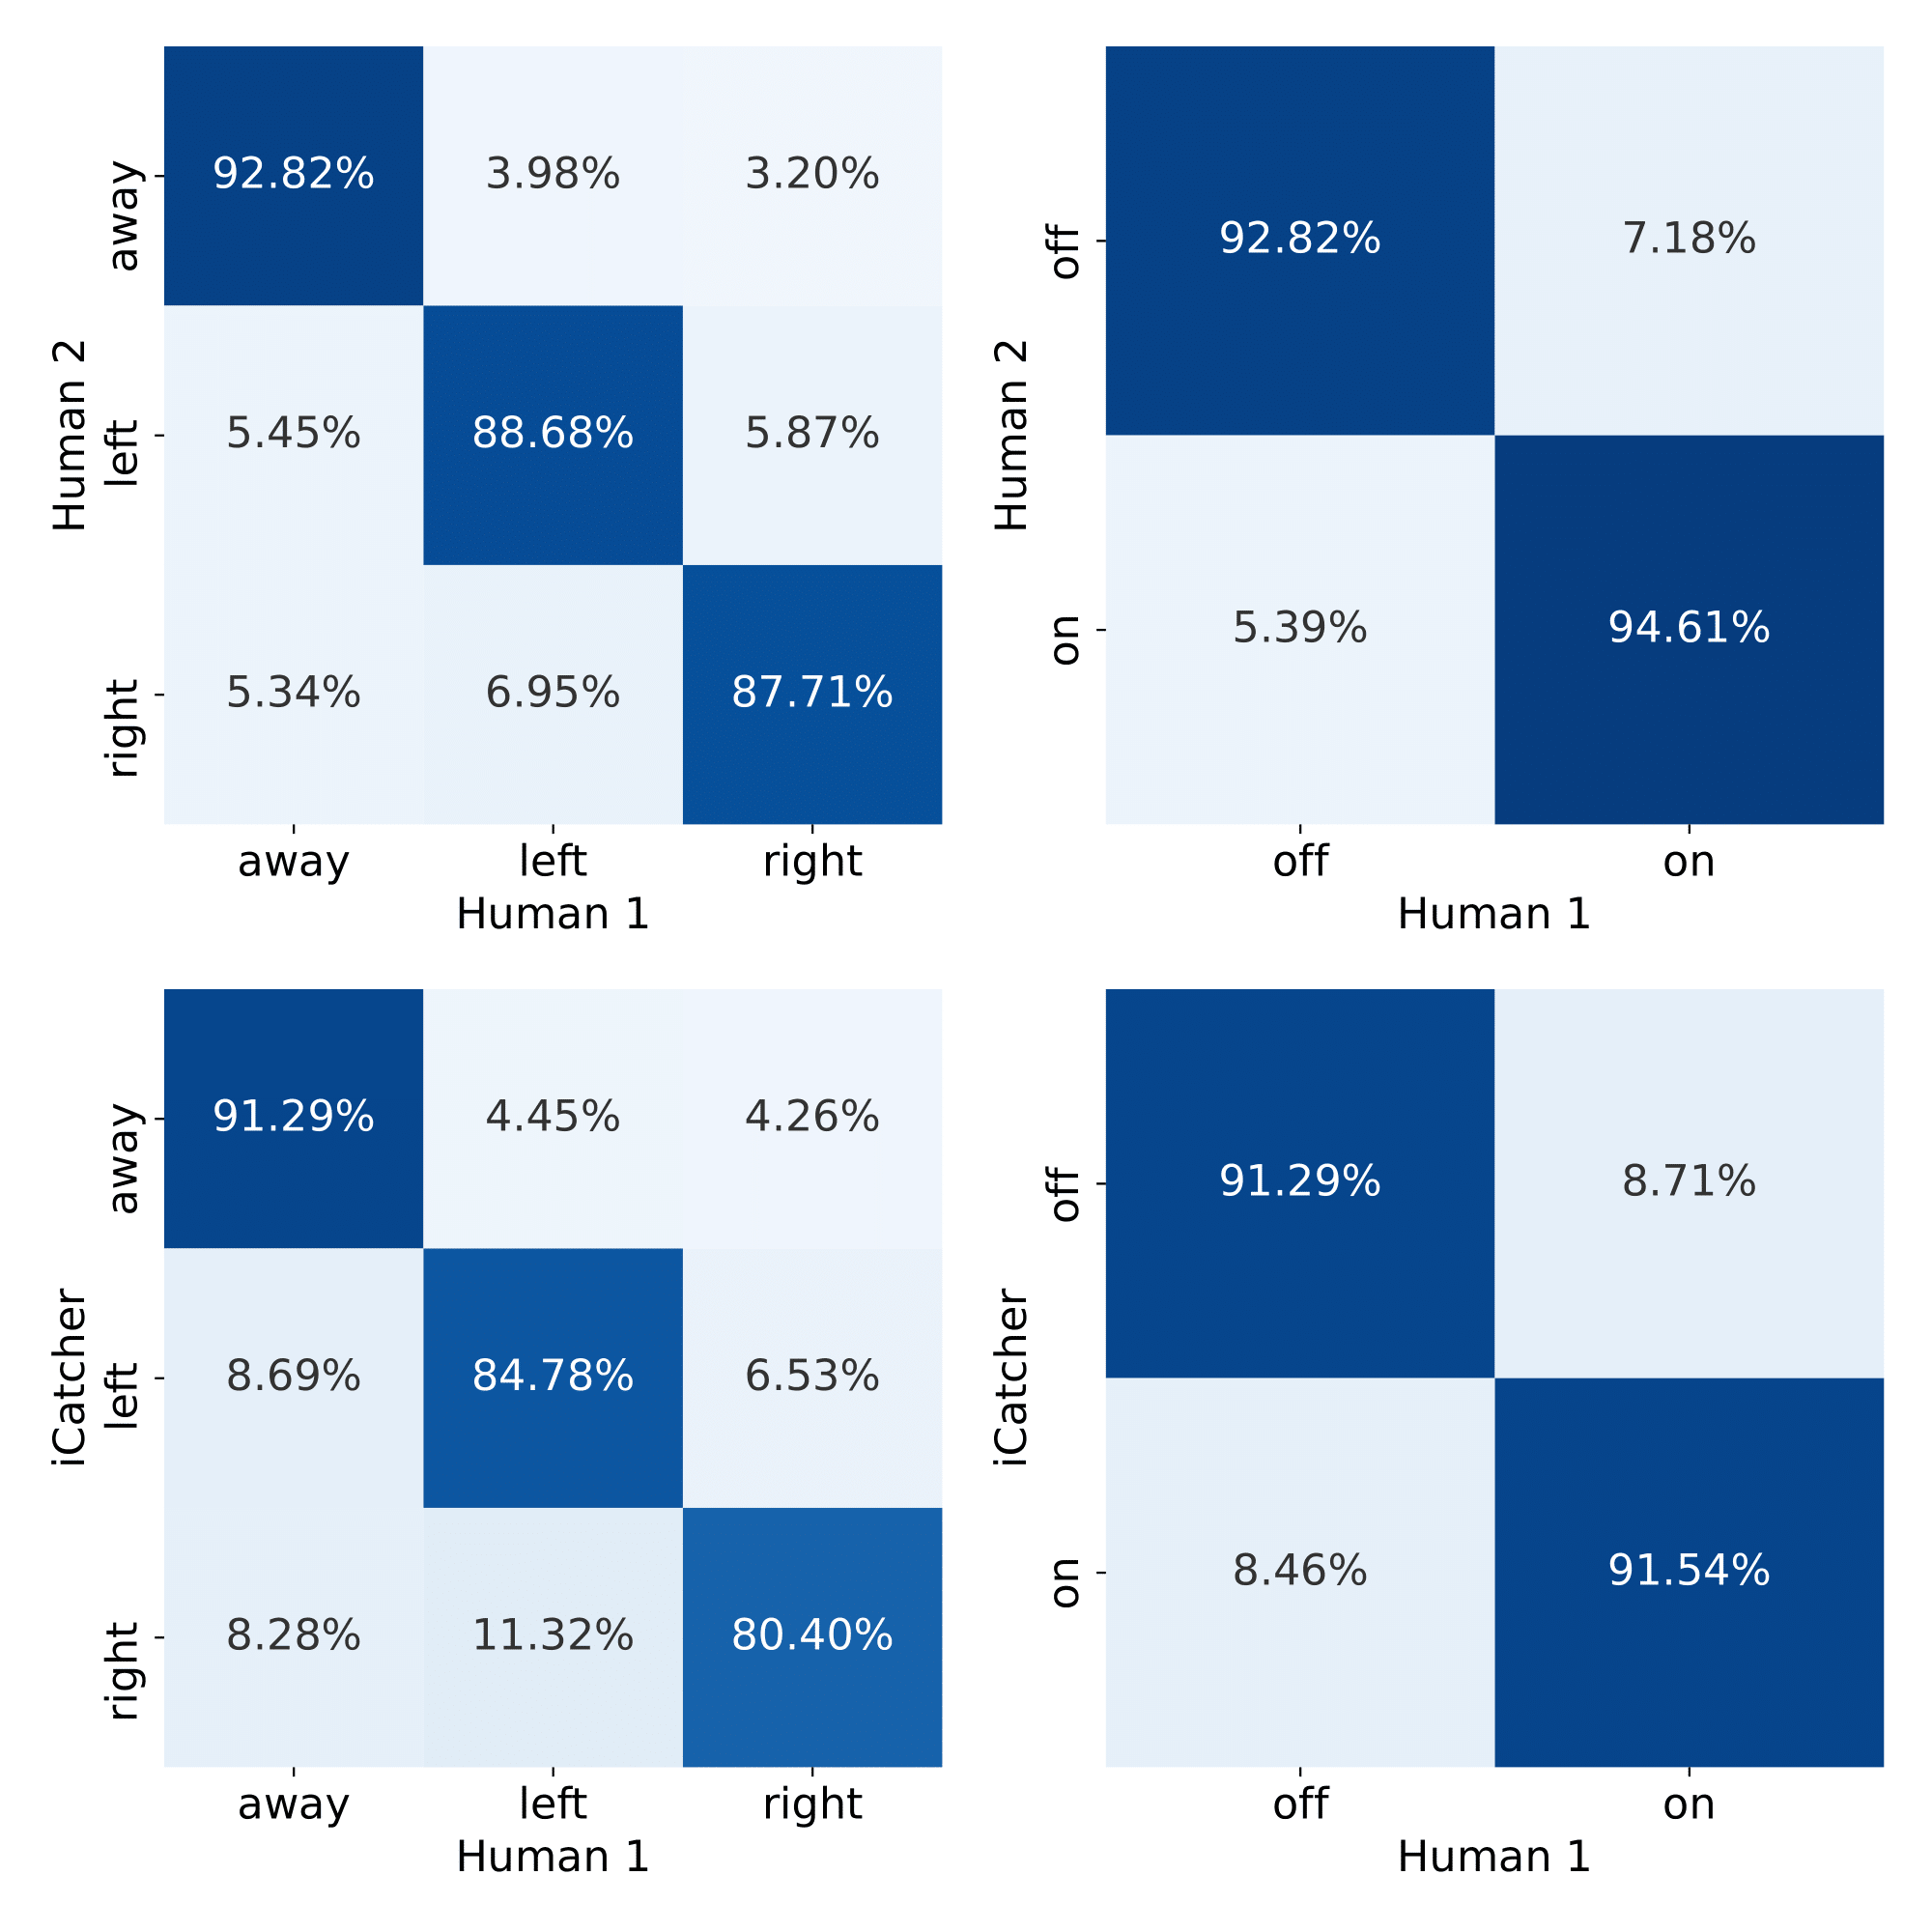 away 92.82% 3.98% 3.20%
left 5.45% 88.68% 5.87%
right 5.34% 6.95% 87.71%
Human 2
away left right
Human 1
off 92.82% 7.18%
on 5.39% 94.61%
Human 2
off on
Human 1
away 91.29% 4.45% 4.26%
left 8.69% 84.78% 6.53%
right 8.28% 11.32% 80.40%
iCatcher
away left right
Human 1
off 91.29% 8.71%
on 8.46% 91.54%
iCatcher
off on
Human 1